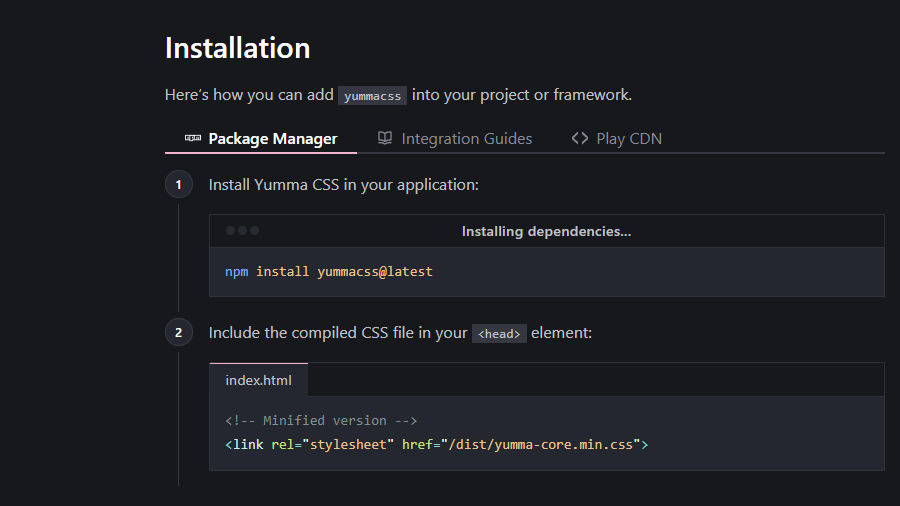 Installation
Here's how you can add yummacss into your project or framework.
Package Manager Integration Guides Play CDN
1 Install Yumma CSS in your application:
Installing dependencies...
npm install yummacss@latest
2 Include the compiled CSS file in your <head> element:
index.html
<!-- Minified version -->
<link rel="stylesheet" href="/dist/yumma-core.min.css">